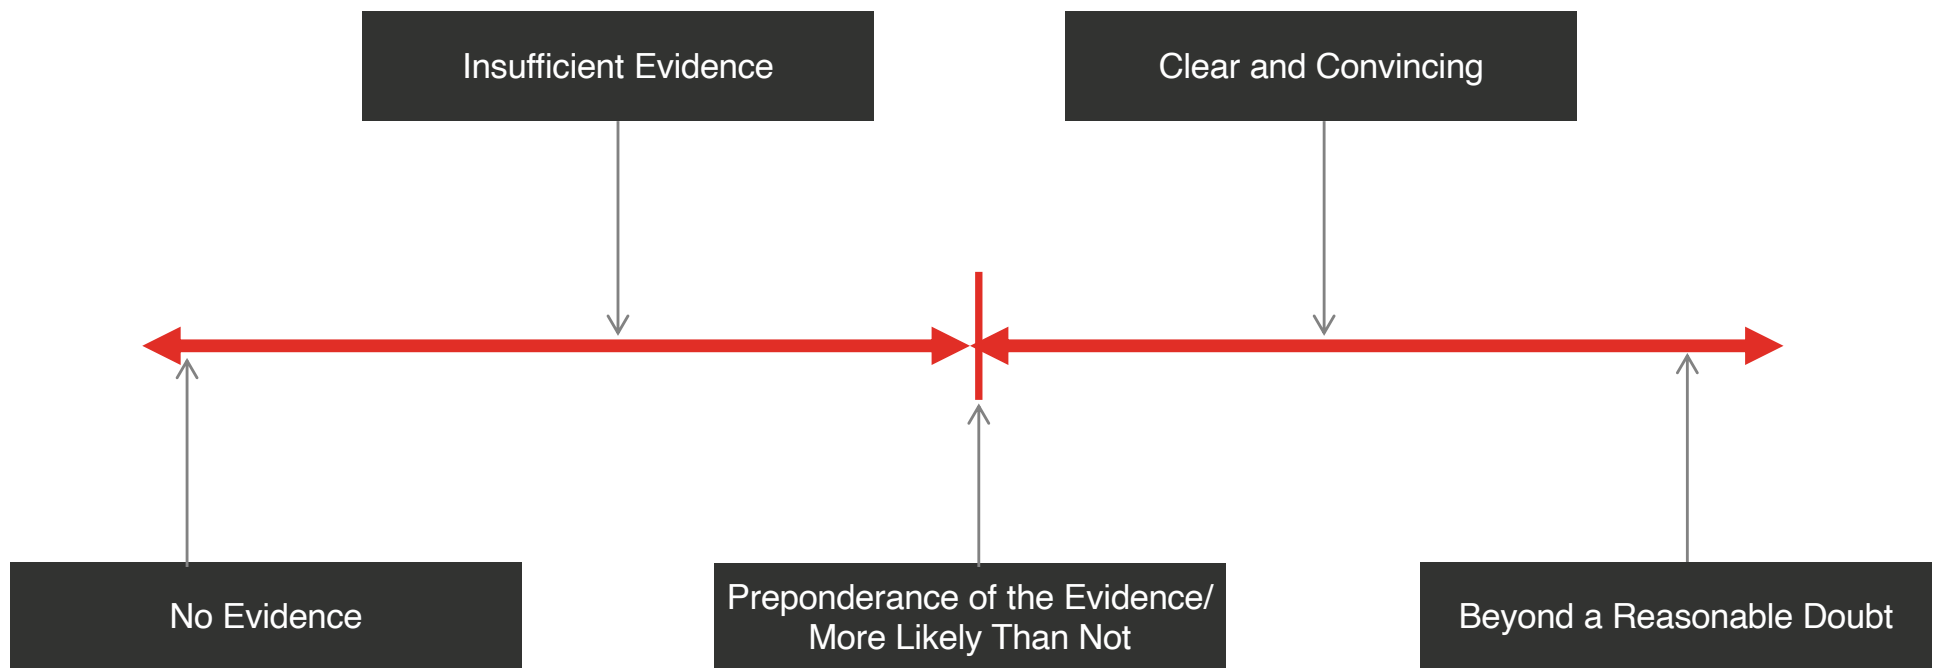 Insufficient Evidence
Clear and Convincing
No Evidence
Preponderance of the Evidence/
More Likely Than Not
Beyond a Reasonable Doubt